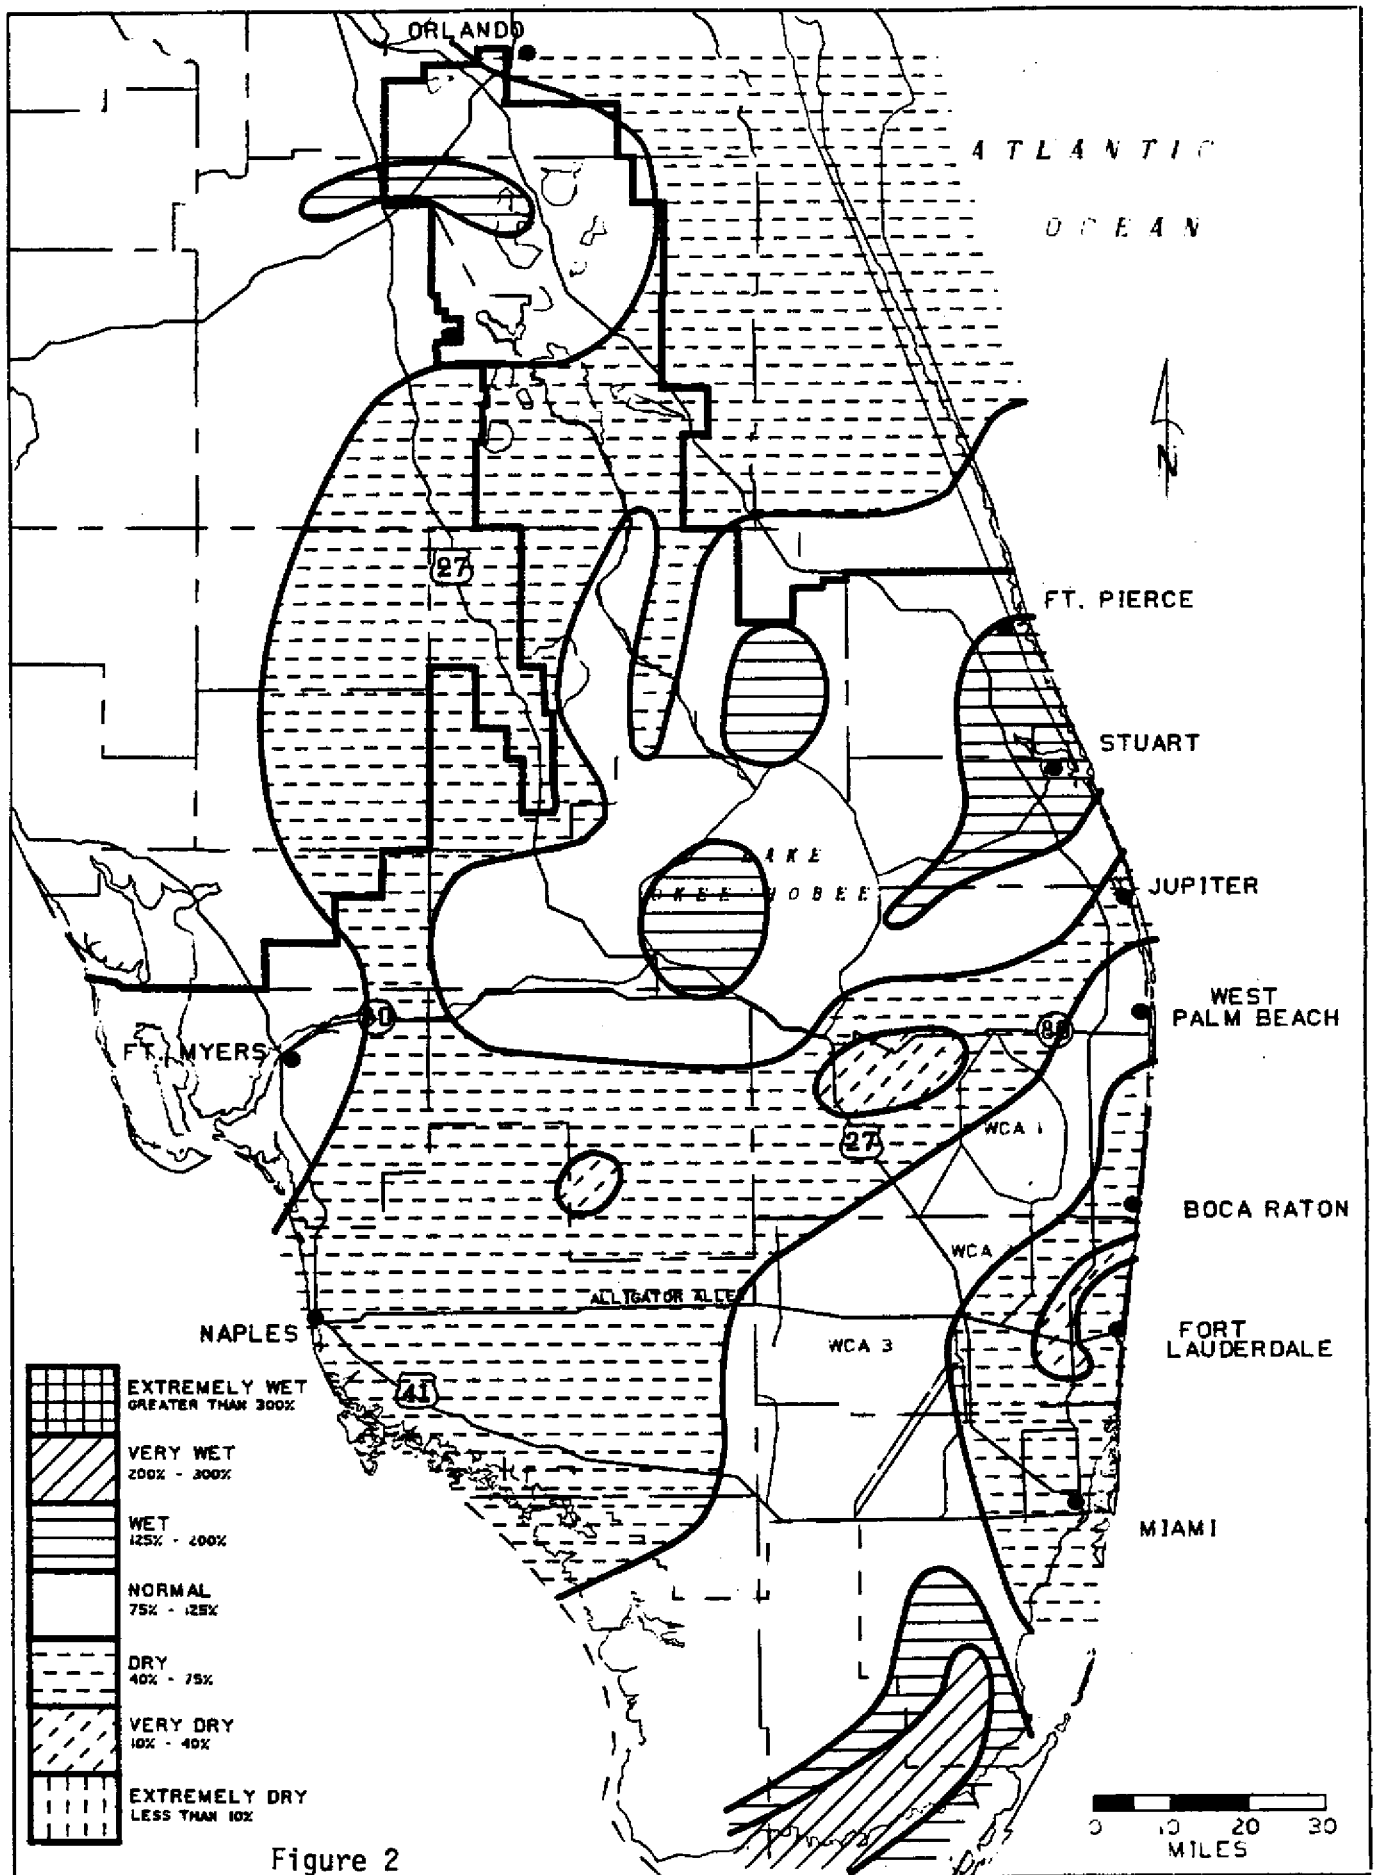 ORLANDO
ATLANTIC
OCEAN
N
27
FT. PIERCE
STUART
LAKE
JUPITER
WEST
PALM BEACH
FT. MYERS
80
27
WCA 1
BOCA RATON
WCA
ALLIGATOR ALLEY
NAPLES
WCA 3
FORT
LAUDERDALE
41
MIAMI
EXTREMELY WET
GREATER THAN 300%
VERY WET
200% - 300%
WET
125% - 200%
NORMAL
75% - 125%
DRY
40% - 75%
VERY DRY
10% - 40%
EXTREMELY DRY
LESS THAN 10%
0 10 20 30
MILES
Figure 2